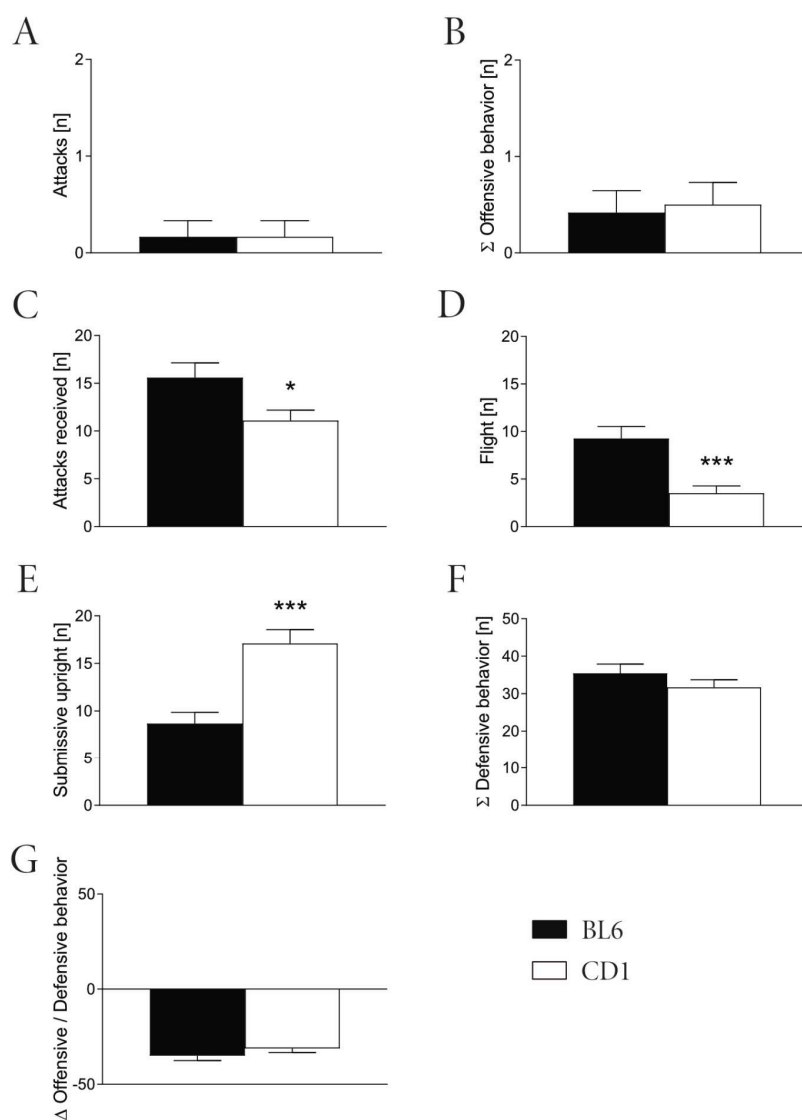 A
B
Attacks [n]
2
1
0
Σ Offensive behavior [n]
2
1
0
C
D
Attacks received [n]
20
15
10
5
0
*
Flight [n]
20
15
10
5
0
***
E
F
Submissive upright [n]
20
15
10
5
0
***
Σ Defensive behavior [n]
50
40
30
20
10
0
G
Δ Offensive / Defensive behavior
50
0
-50
BL6
CD1